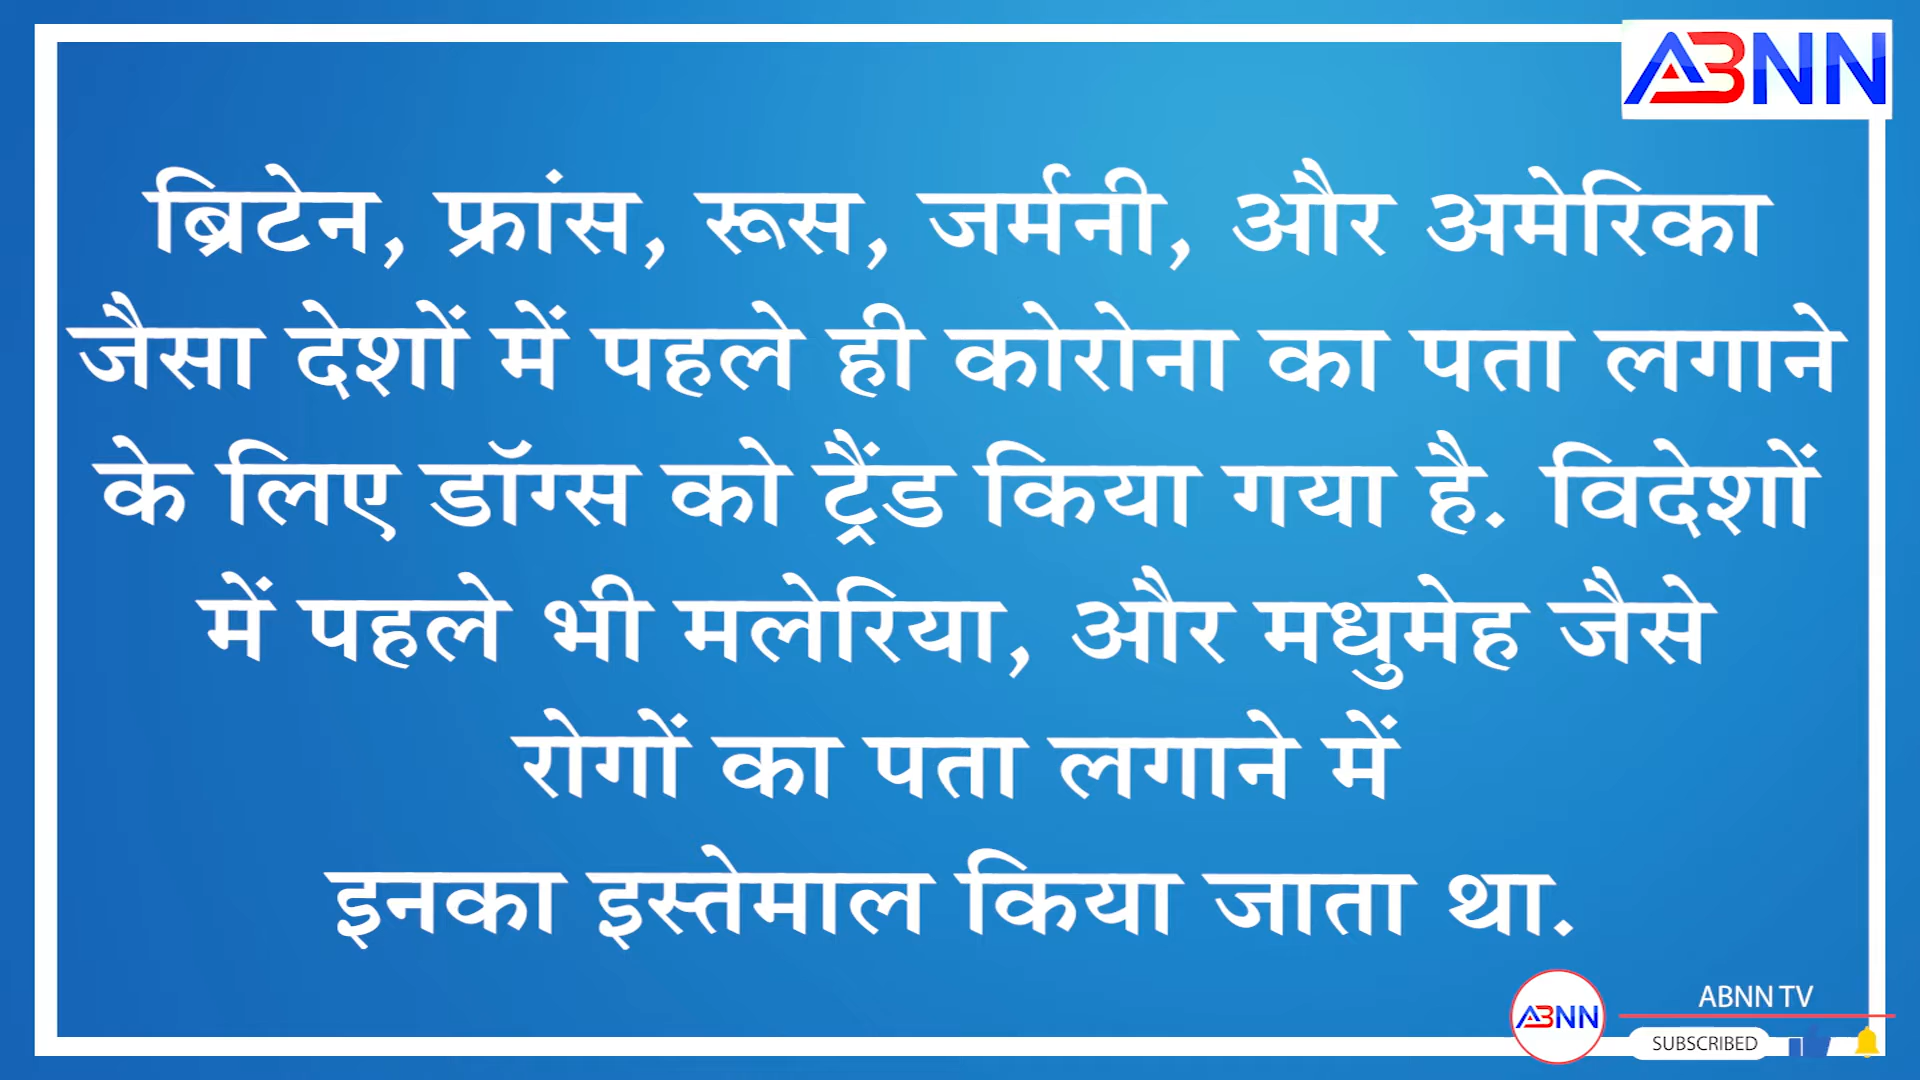 ABNN
ब्रिटेन, फ्रांस, रूस, जर्मनी, और अमेरिका
जैसा देशों में पहले ही कोरोना का पता लगाने
के लिए डॉग्स को ट्रैंड किया गया है. विदेशों
में पहले भी मलेरिया, और मधुमेह जैसे
रोगों का पता लगाने में
इनका इस्तेमाल किया जाता था.
ABNN
ABNN TV
SUBSCRIBED